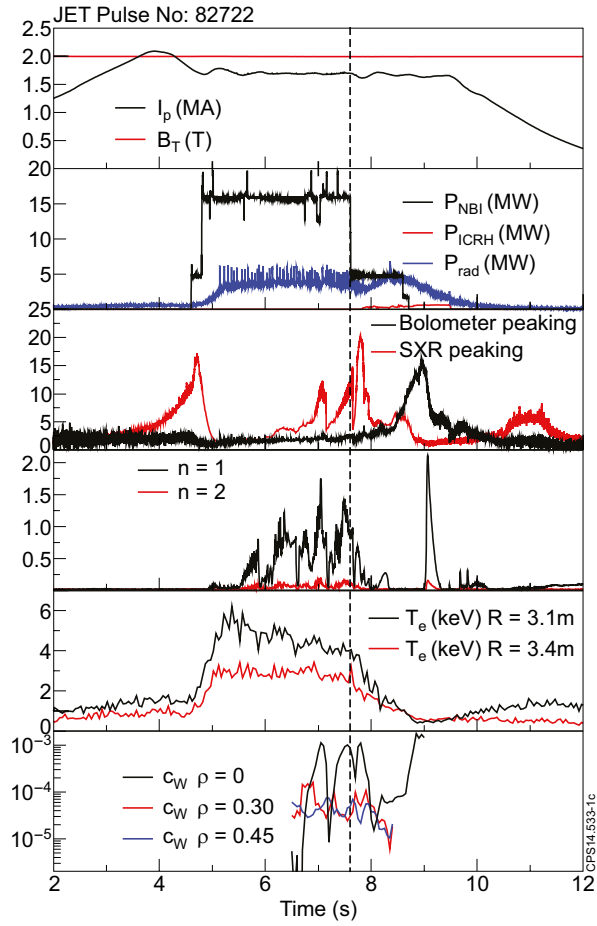 JET Pulse No: 82722
2.5
2.0
1.5
1.0
0.5
I_p (MA)
B_T (T)
20
15
10
5
P_NBI (MW)
P_ICRH (MW)
P_rad (MW)
25
20
15
10
5
0
Bolometer peaking
SXR peaking
2.0
1.5
1.0
0.5
n = 1
n = 2
6
4
2
0
T_e (keV) R = 3.1m
T_e (keV) R = 3.4m
10⁻³
10⁻⁴
10⁻⁵
c_W ρ = 0
c_W ρ = 0.30
c_W ρ = 0.45
2 4 6 8 10 12
Time (s)
CPS14.533-1c